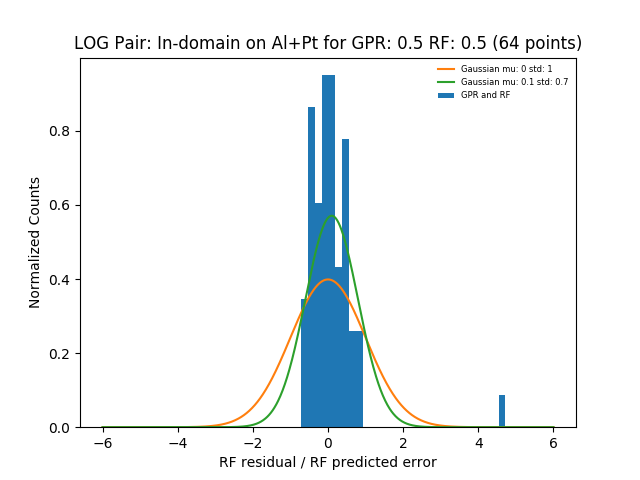 LOG Pair: In-domain on Al+Pt for GPR: 0.5 RF: 0.5 (64 points)
Gaussian mu: 0 std: 1
Gaussian mu: 0.1 std: 0.7
GPR and RF
Normalized Counts
0.8
0.6
0.4
0.2
0.0
−6 −4 −2 0 2 4 6
RF residual / RF predicted error